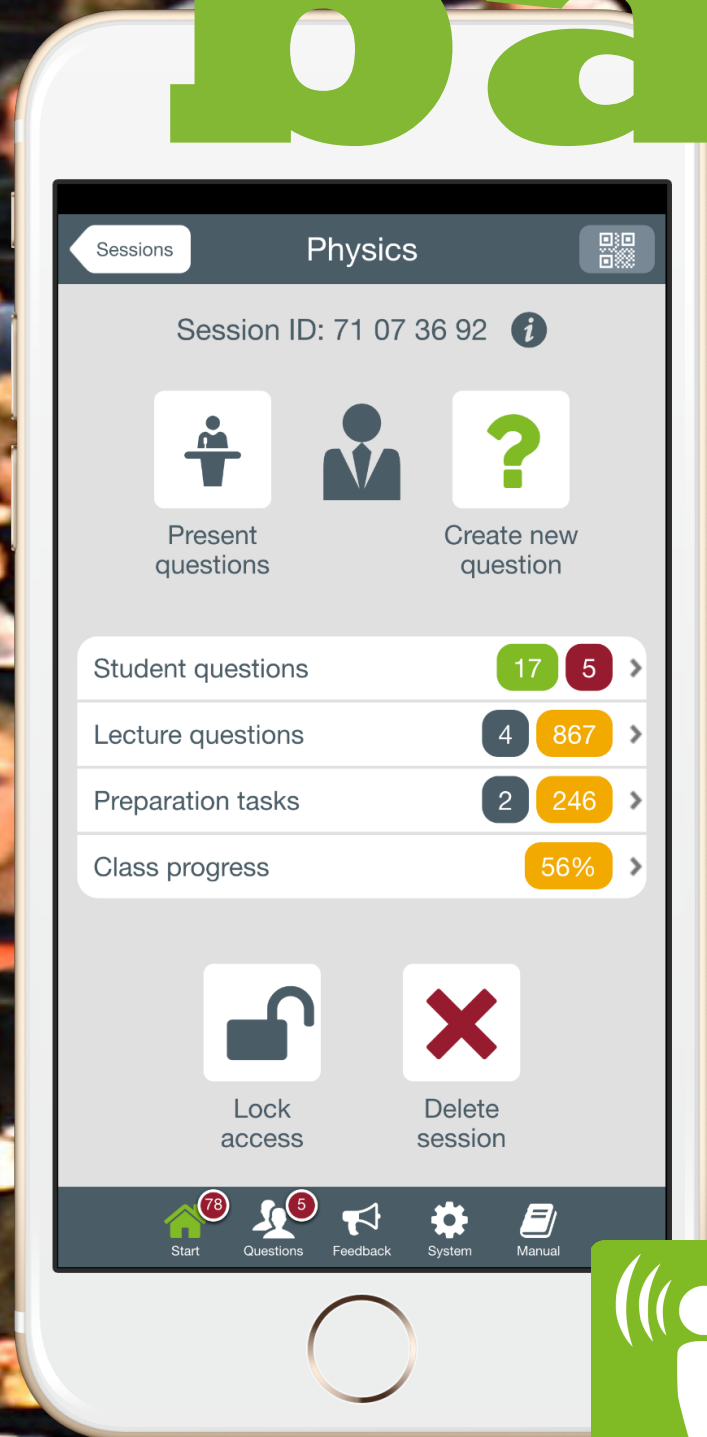 ba
Sessions
Physics
Session ID: 71 07 36 92
Present
questions
Create new
question
Student questions 17 5
Lecture questions 4 867
Preparation tasks 2 246
Class progress 56%
Lock
access
Delete
session
78 5
Start Questions Feedback System Manual